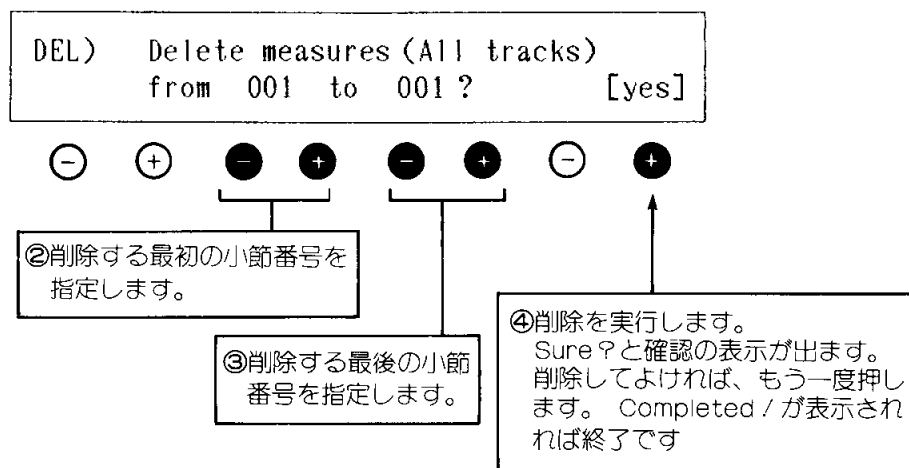 DEL) Delete measures (All tracks)
from 001 to 001? [yes]
- + - + - + - +
②削除する最初の小節番号を
指定します。
③削除する最後の小節
番号を指定します。
④削除を実行します。
Sure?と確認の表示が出ます。
削除してよければ、もう一度押し
ます。 Completed!が表示され
れば終了です